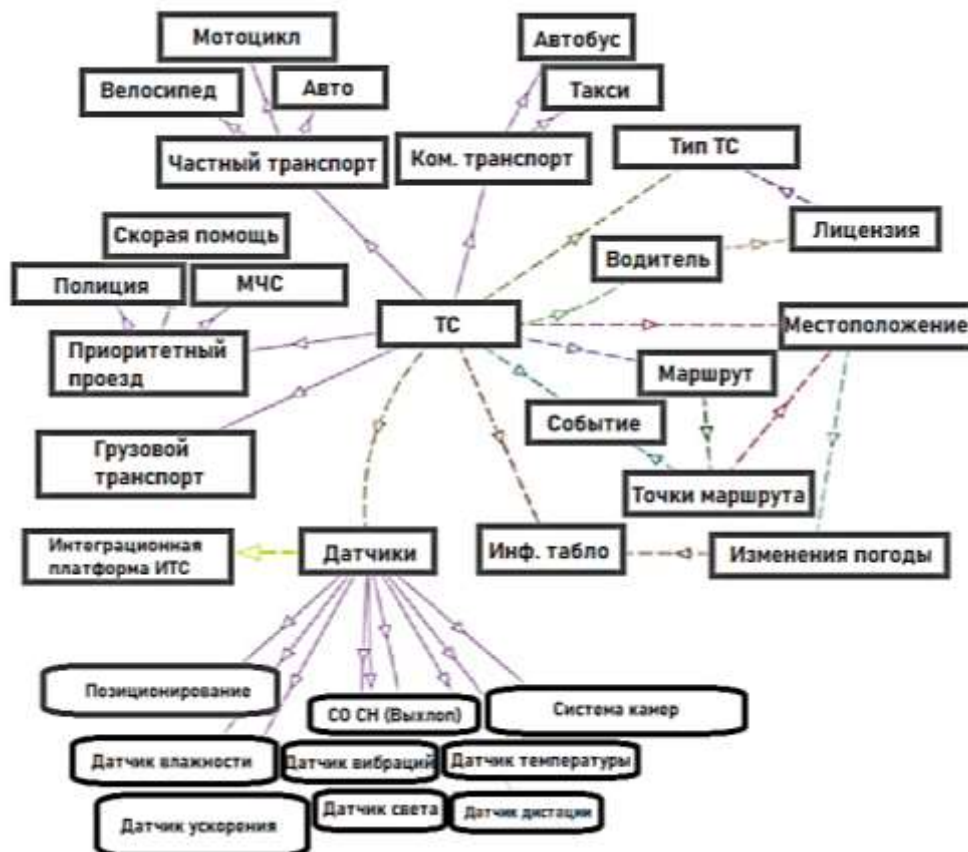 Мотоцикл
Автобус
Велосипед
Авто
Такси
Частный транспорт
Ком. транспорт
Тип ТС
Скорая помощь
Лицензия
Водитель
Полиция
МЧС
ТС
Местоположение
Приоритетный
проезд
Маршрут
Событие
Грузовой
транспорт
Точки маршрута
Интеграционная
платформа ИТС
Датчики
Инф. табло
Изменения погоды
Позиционирование
СО СН (Выхлоп)
Система камер
Датчик влажности
Датчик вибраций
Датчик температуры
Датчик ускорения
Датчик света
Датчик дистации